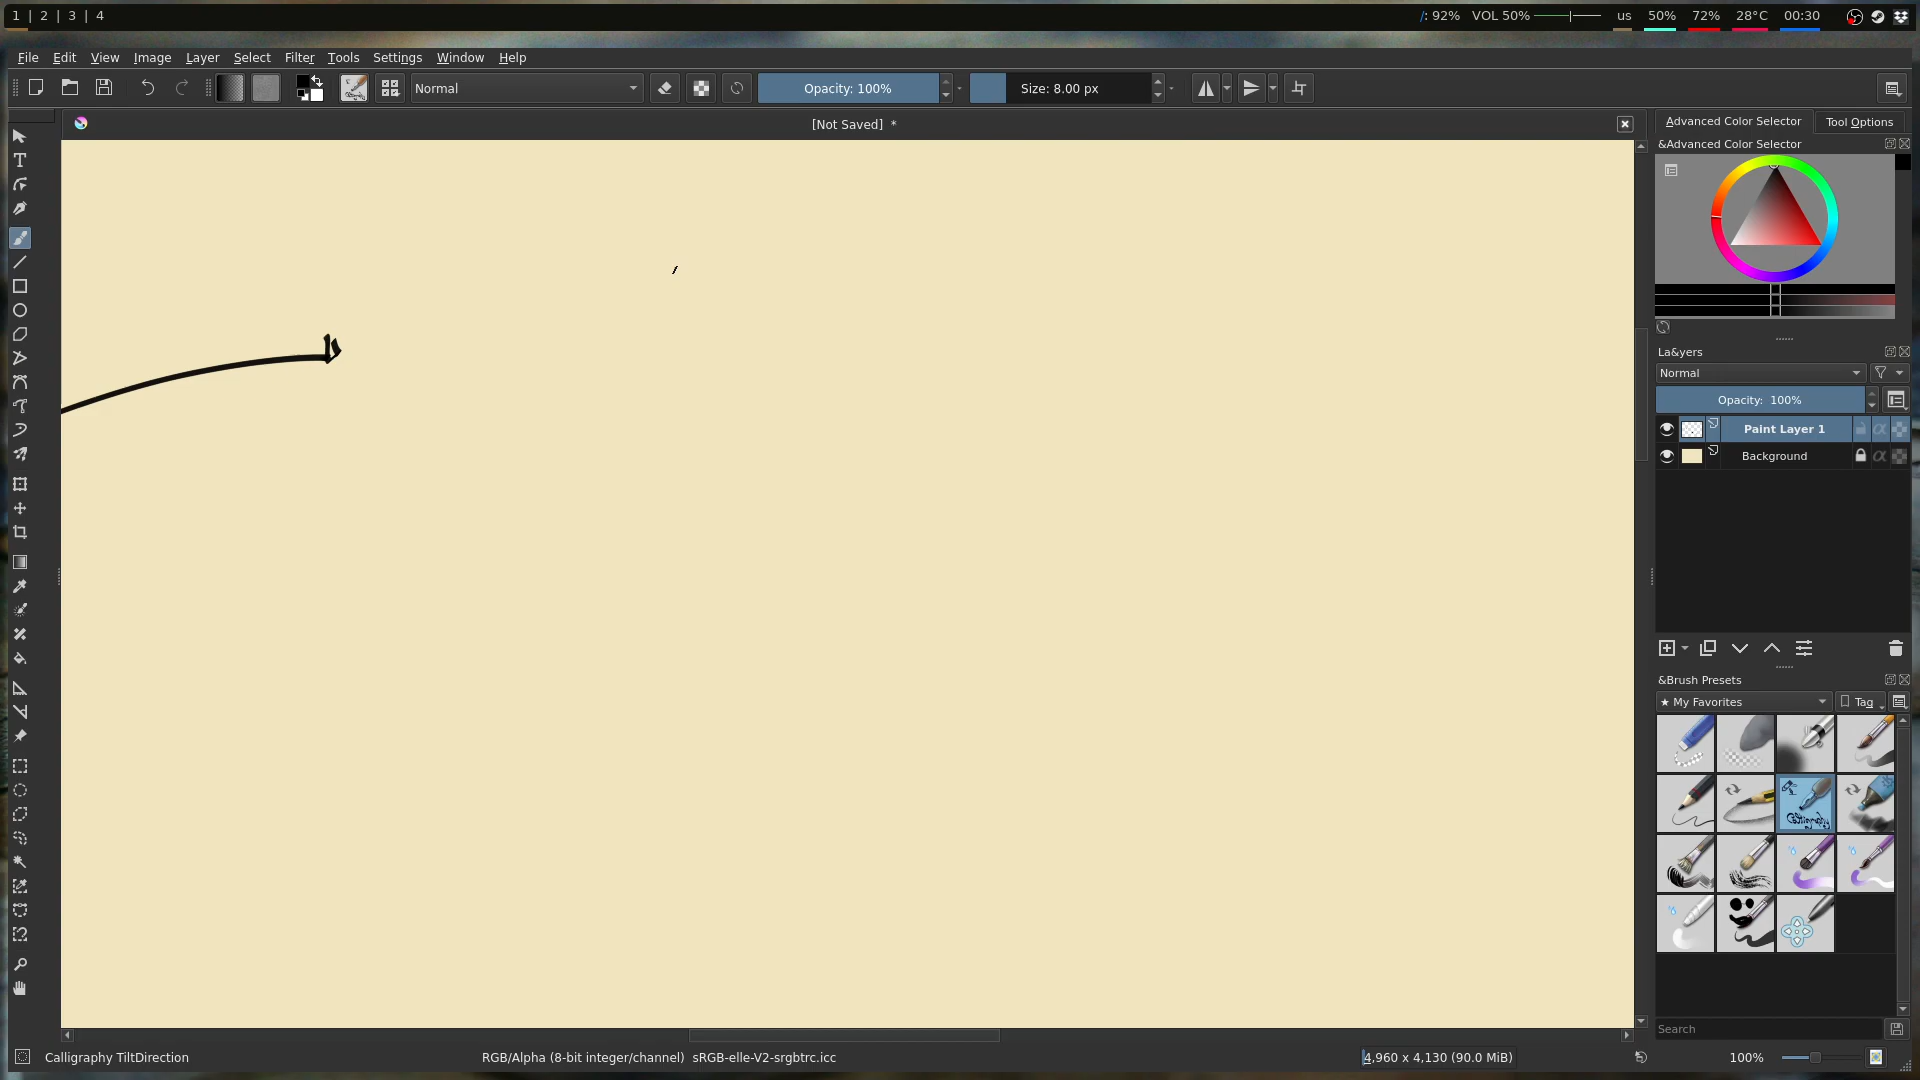 1 | 2 | 3 | 4 /: 92% VOL 50% us 50% 72% 28°C 00:30
File Edit View Image Layer Select Filter Tools Settings Window Help
Normal Opacity: 100% Size: 8.00 px
[Not Saved] *
Advanced Color Selector Tool Options
&Advanced Color Selector
La&yers
Normal
Opacity: 100%
Paint Layer 1
Background
&Brush Presets
★ My Favorites Tag
Calligraphy
Search
Calligraphy TiltDirection RGB/Alpha (8-bit integer/channel) sRGB-elle-V2-srgbtrc.icc 4,960 x 4,130 (90.0 MiB) 100%